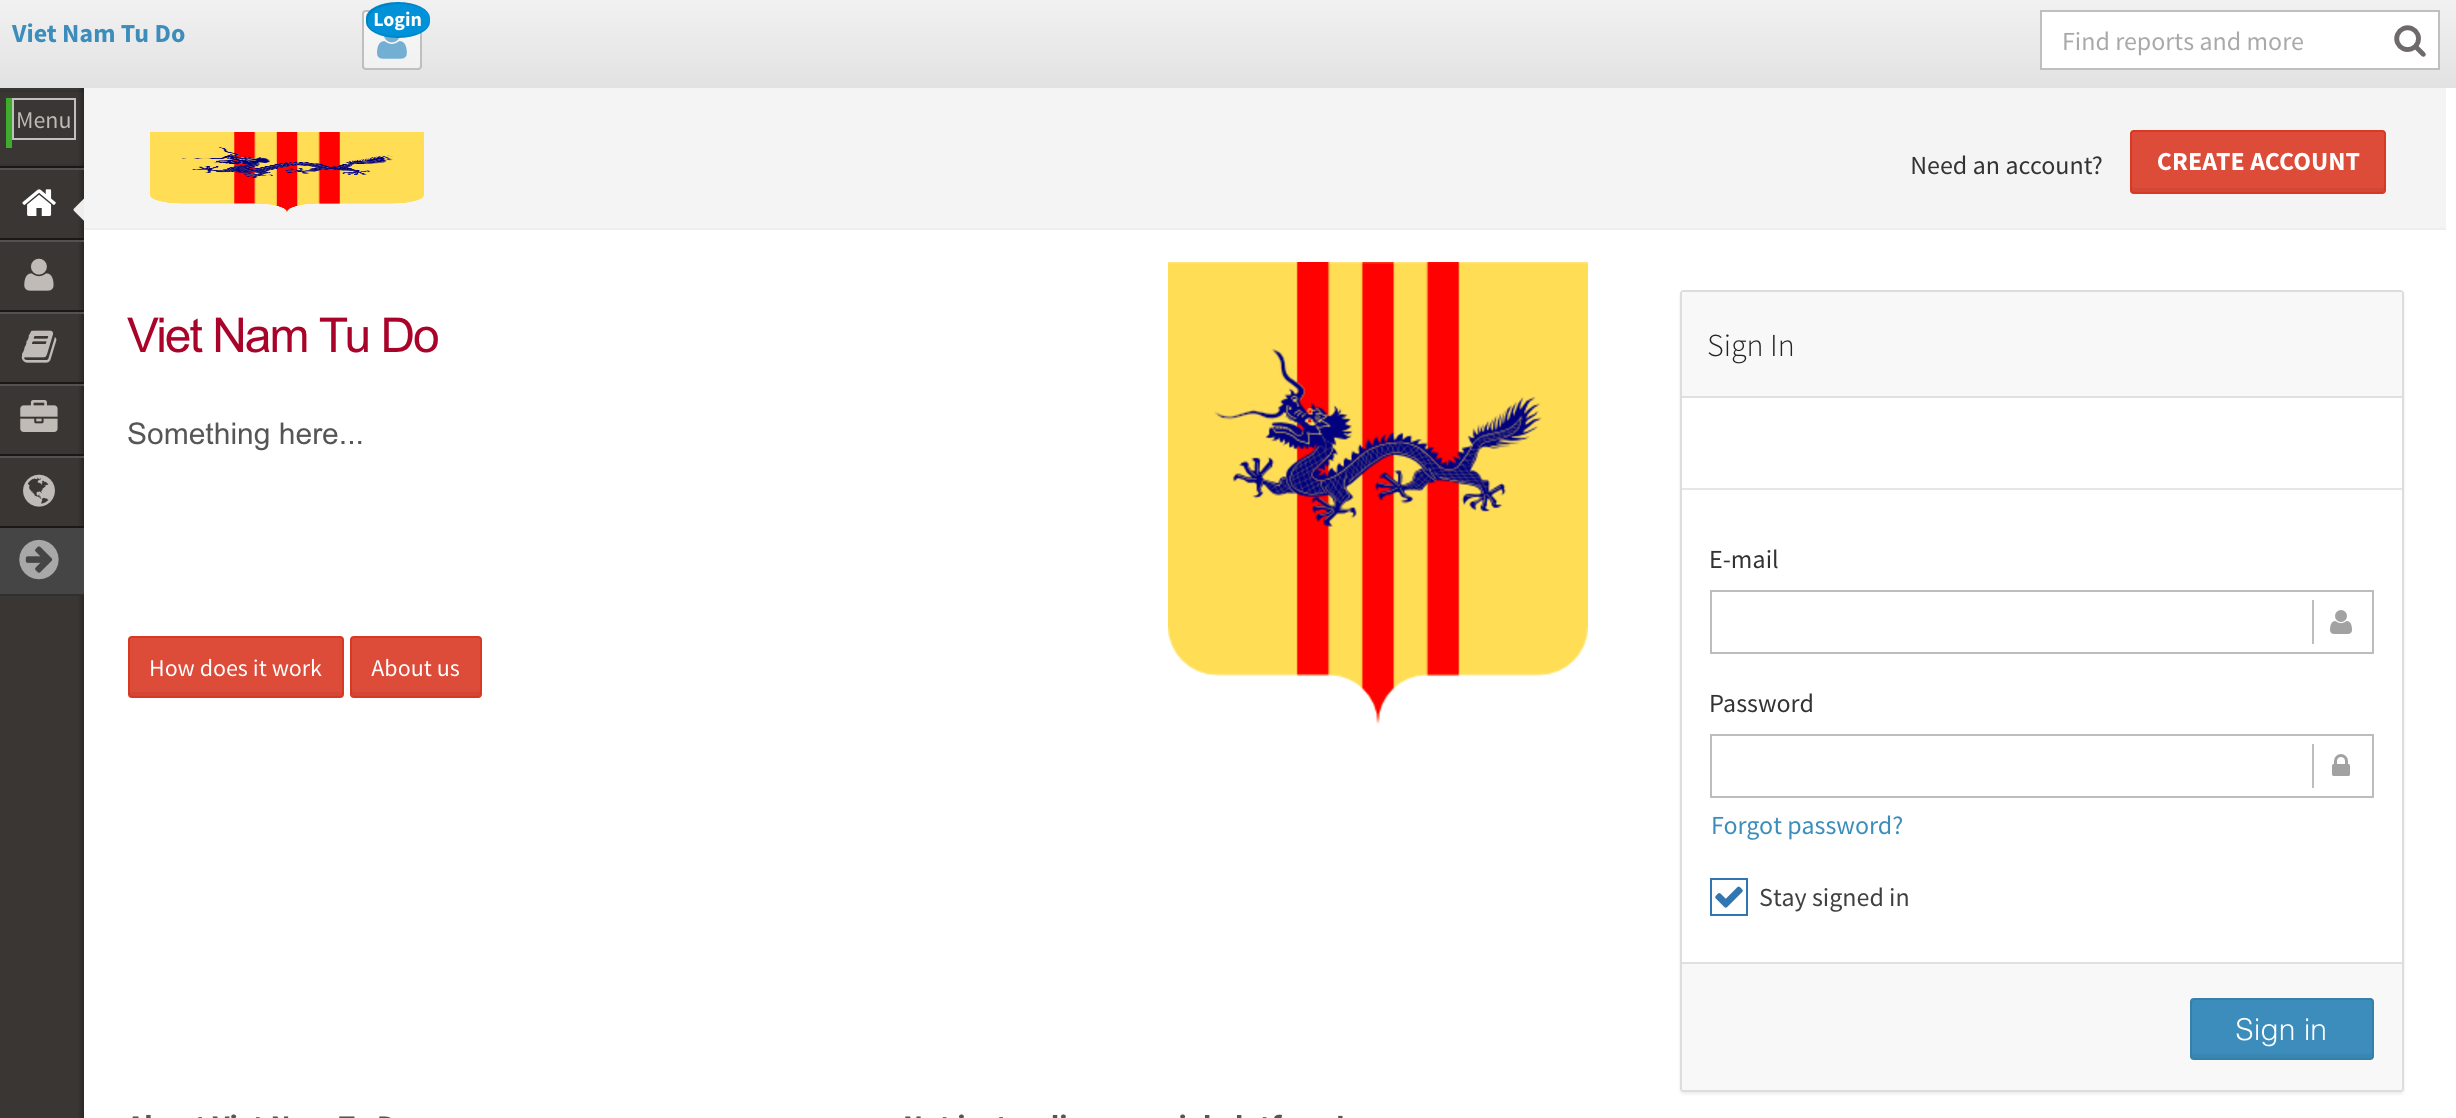 Viet Nam Tu Do
Login
Find reports and more
Menu
Need an account?
CREATE ACCOUNT
Viet Nam Tu Do
Something here...
How does it work
About us
Sign In
E-mail
Password
Forgot password?
Stay signed in
Sign in